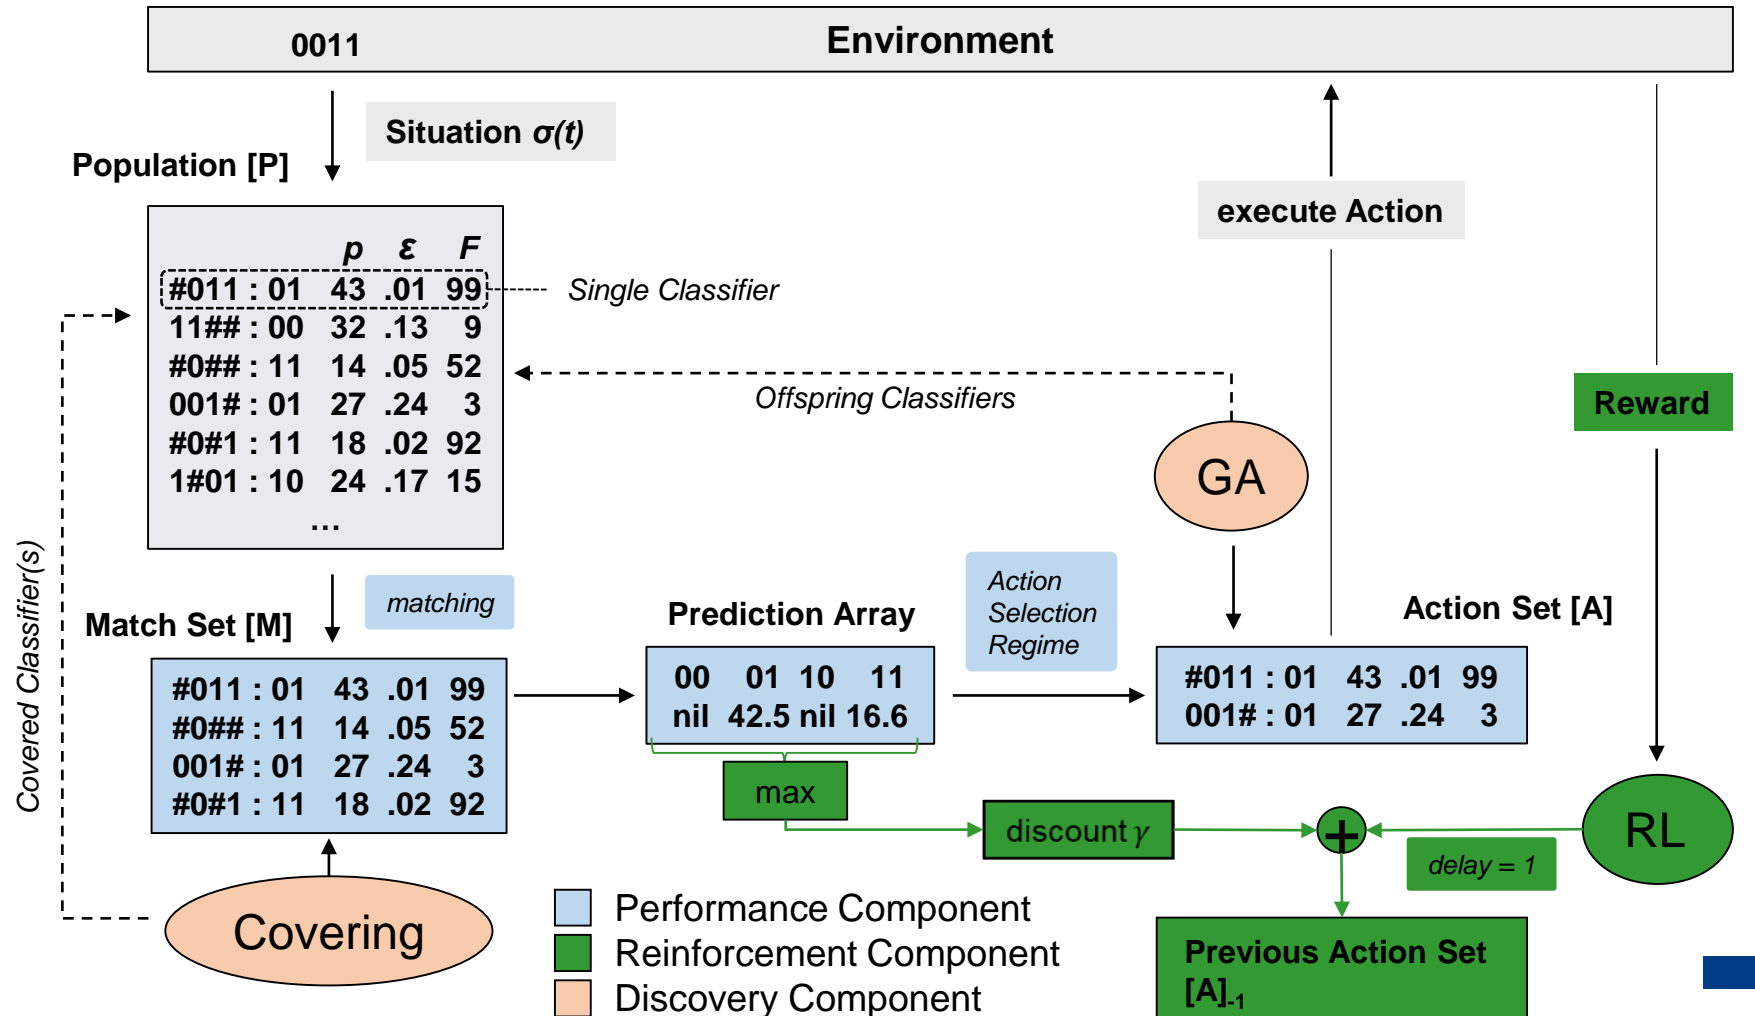 0011
Environment
Situation σ(t)
Population [P]
execute Action
p ε F
#011 : 01 43 .01 99
11## : 00 32 .13 9
#0## : 11 14 .05 52
001# : 01 27 .24 3
#0#1 : 11 18 .02 92
1#01 : 10 24 .17 15
...
Single Classifier
Offspring Classifiers
Reward
GA
Covered Classifier(s)
matching
Match Set [M]
#011 : 01 43 .01 99
#0## : 11 14 .05 52
001# : 01 27 .24 3
#0#1 : 11 18 .02 92
Prediction Array
00 01 10 11
nil 42.5 nil 16.6
Action
Selection
Regime
Action Set [A]
#011 : 01 43 .01 99
001# : 01 27 .24 3
max
discount γ
+
delay = 1
RL
Covering
Performance Component
Reinforcement Component
Discovery Component
Previous Action Set
[A]-1